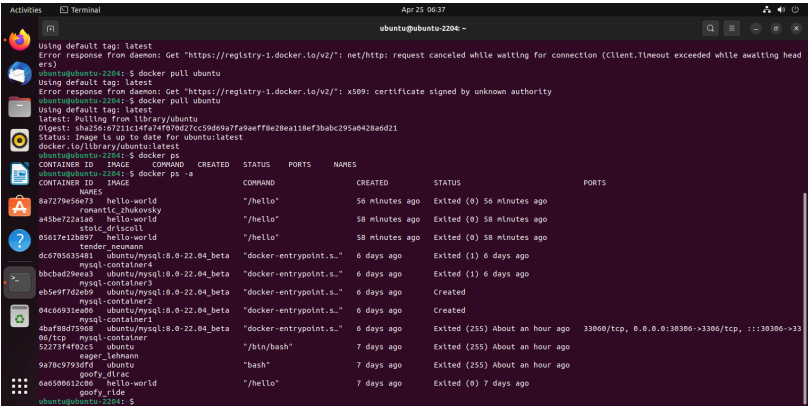 Activities
Terminal
Apr 25 06:37
ubuntu@ubuntu-2204: ~
Using default tag: latest
Error response from daemon: Get "https://registry-1.docker.io/v2/": net/http: request canceled while waiting for connection (Client.Timeout exceeded while awaiting head
ers)
ubuntu@ubuntu-2204:~$ docker pull ubuntu
Using default tag: latest
Error response from daemon: Get "https://registry-1.docker.io/v2/": x509: certificate signed by unknown authority
ubuntu@ubuntu-2204:~$ docker pull ubuntu
Using default tag: latest
latest: Pulling from library/ubuntu
Digest: sha256:67211c14fa74f070d27cc59d69a7fa9aeff8e28ea118ef3babc295a0428a6d21
Status: Image is up to date for ubuntu:latest
docker.io/library/ubuntu:latest
ubuntu@ubuntu-2204:~$ docker ps
CONTAINER ID   IMAGE     COMMAND   CREATED   STATUS    PORTS     NAMES
ubuntu@ubuntu-2204:~$ docker ps -a
CONTAINER ID   IMAGE                         COMMAND                  CREATED          STATUS                         PORTS
NAMES
8a7279e56e73   hello-world                   "/hello"                 56 minutes ago   Exited (0) 56 minutes ago
romantic_zhukovsky
a45be722a1a6   hello-world                   "/hello"                 58 minutes ago   Exited (0) 58 minutes ago
stoic_driscoll
05617e12b897   hello-world                   "/hello"                 58 minutes ago   Exited (0) 58 minutes ago
tender_neumann
dc6705635481   ubuntu/mysql:8.0-22.04_beta   "docker-entrypoint.s…"   6 days ago       Exited (1) 6 days ago
mysql-container4
bbcbad29eea3   ubuntu/mysql:8.0-22.04_beta   "docker-entrypoint.s…"   6 days ago       Exited (1) 6 days ago
mysql-container3
eb5e9f7d2eb9   ubuntu/mysql:8.0-22.04_beta   "docker-entrypoint.s…"   6 days ago       Created
mysql-container2
04c66931ea06   ubuntu/mysql:8.0-22.04_beta   "docker-entrypoint.s…"   6 days ago       Created
mysql-container1
4baf88d75968   ubuntu/mysql:8.0-22.04_beta   "docker-entrypoint.s…"   6 days ago       Exited (255) About an hour ago   33060/tcp, 0.0.0.0:30306->3306/tcp, :::30306->33
06/tcp   mysql-container
52273f4f02c5   ubuntu                        "/bin/bash"              7 days ago       Exited (255) About an hour ago
eager_lehmann
9a78c9793dfd   ubuntu                        "bash"                   7 days ago       Exited (255) About an hour ago
goofy_dirac
6a6500612c06   hello-world                   "/hello"                 7 days ago       Exited (0) 7 days ago
goofy_ride
ubuntu@ubuntu-2204:~$